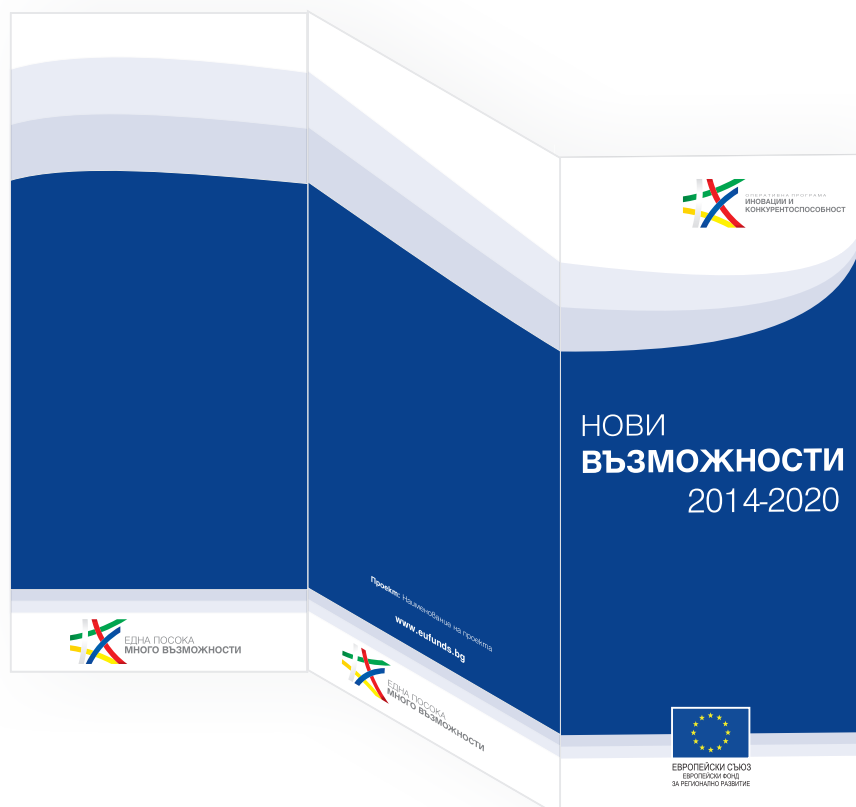 ЕДНА ПОСОКА
МНОГО ВЪЗМОЖНОСТИ
Проект: Наименование на проекта
www.eufunds.bg
ЕДНА ПОСОКА
МНОГО ВЪЗМОЖНОСТИ
ОПЕРАТИВНА ПРОГРАМА
ИНОВАЦИИ И
КОНКУРЕНТОСПОСОБНОСТ
НОВИ
ВЪЗМОЖНОСТИ
2014-2020
ЕВРОПЕЙСКИ СЪЮЗ
ЕВРОПЕЙСКИ ФОНД
ЗА РЕГИОНАЛНО РАЗВИТИЕ